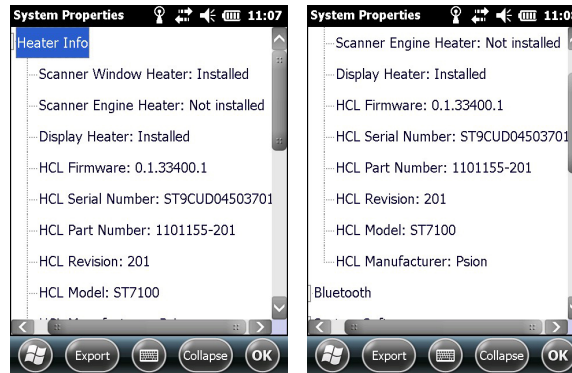 System Properties 11:07
Heater Info
Scanner Window Heater: Installed
Scanner Engine Heater: Not installed
Display Heater: Installed
HCL Firmware: 0.1.33400.1
HCL Serial Number: ST9CUD04503701
HCL Part Number: 1101155-201
HCL Revision: 201
HCL Model: ST7100
Export
Collapse
OK
System Properties
Scanner Engine Heater: Not installed
Display Heater: Installed
HCL Firmware: 0.1.33400.1
HCL Serial Number: ST9CUD04503701
HCL Part Number: 1101155-201
HCL Revision: 201
HCL Model: ST7100
HCL Manufacturer: Psion
Bluetooth
Export
Collapse
OK